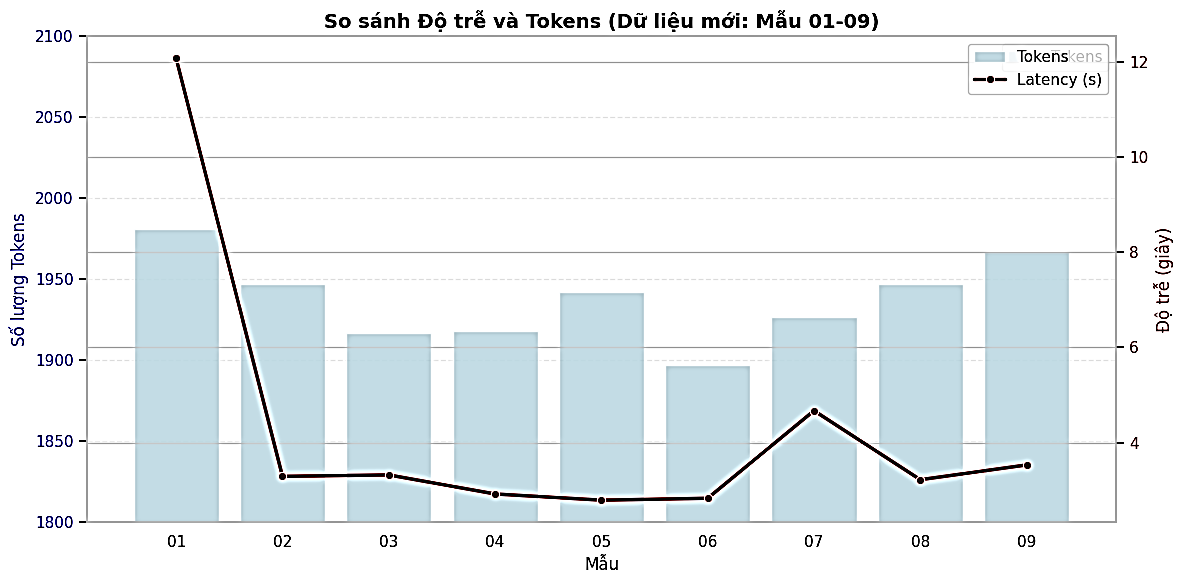 So sánh Độ trễ và Tokens (Dữ liệu mới: Mẫu 01-09)
Số lượng Tokens
2100
2050
2000
1950
1900
1850
1800
Tokens
Tokens
Latency (s)
12
10
8
6
4
Độ trễ (giây)
01 02 03 04 05 06 07 08 09
Mẫu